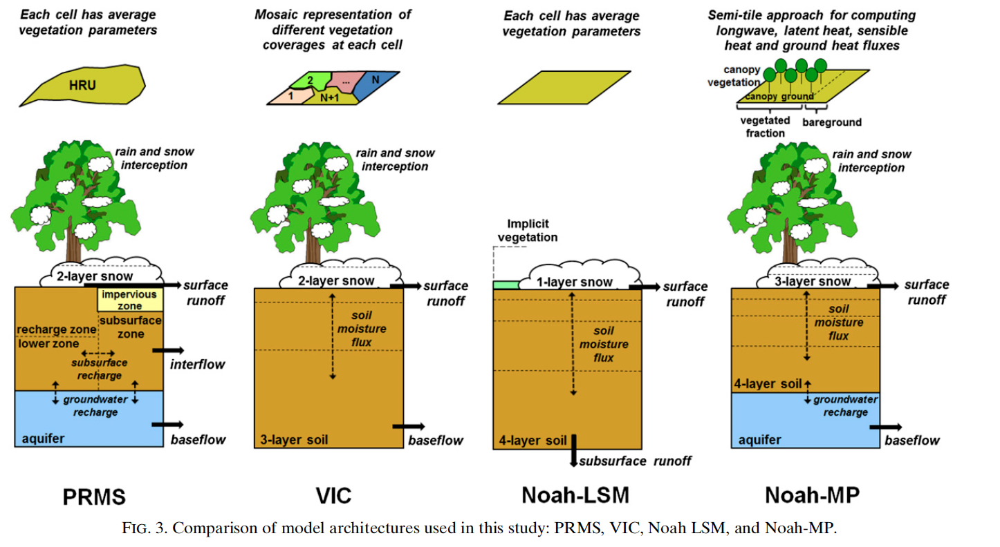 Each cell has average
vegetation parameters
HRU
rain and snow
interception
2-layer snow
surface
runoff
impervious
zone
recharge zone
lower zone
subsurface
zone
subsurface
recharge
interflow
groundwater
recharge
aquifer
baseflow
PRMS
Mosaic representation of
different vegetation
coverages at each cell
1
2
...
N
N+1
rain and snow
interception
2-layer snow
surface
runoff
soil
moisture
flux
3-layer soil
baseflow
VIC
Each cell has average
vegetation parameters
Implicit
vegetation
1-layer snow
surface
runoff
soil
moisture
flux
4-layer soil
subsurface runoff
Noah-LSM
Semi-tile approach for computing
longwave, latent heat, sensible
heat and ground heat fluxes
canopy
vegetation
canopy ground
vegetated
fraction
bareground
rain and snow
interception
3-layer snow
surface
runoff
soil
moisture
flux
4-layer soil
groundwater
recharge
aquifer
baseflow
Noah-MP
FIG. 3. Comparison of model architectures used in this study: PRMS, VIC, Noah LSM, and Noah-MP.